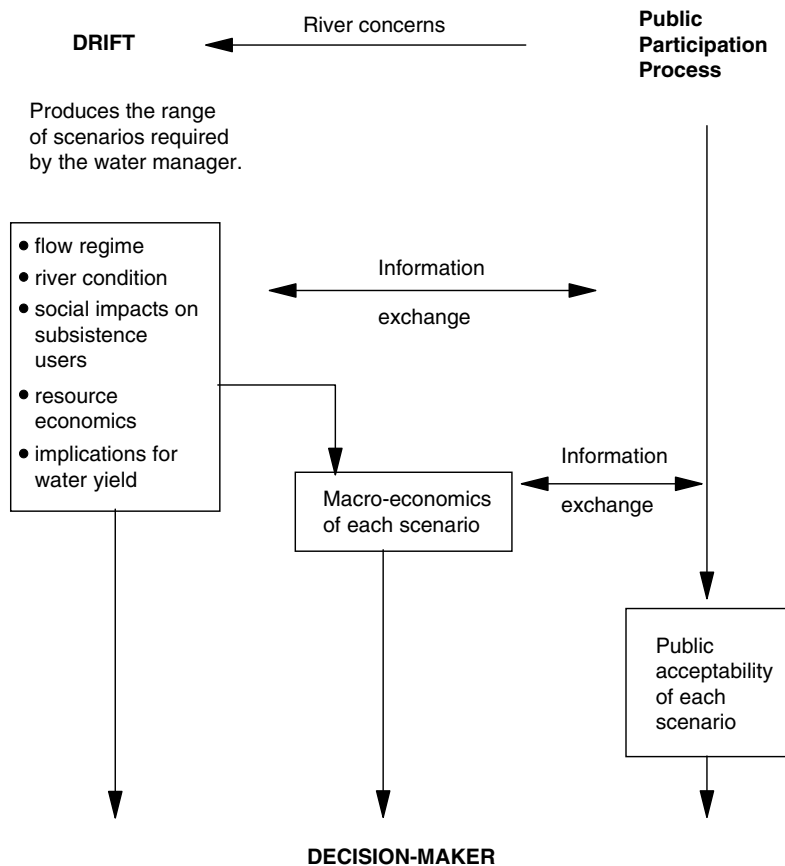 DRIFT
River concerns
Public
Participation
Process
Produces the range
of scenarios required
by the water manager.
• flow regime
• river condition
• social impacts on
subsistence
users
• resource
economics
• implications for
water yield
Information
exchange
Information
exchange
Macro-economics
of each scenario
Public
acceptability
of each
scenario
DECISION-MAKER